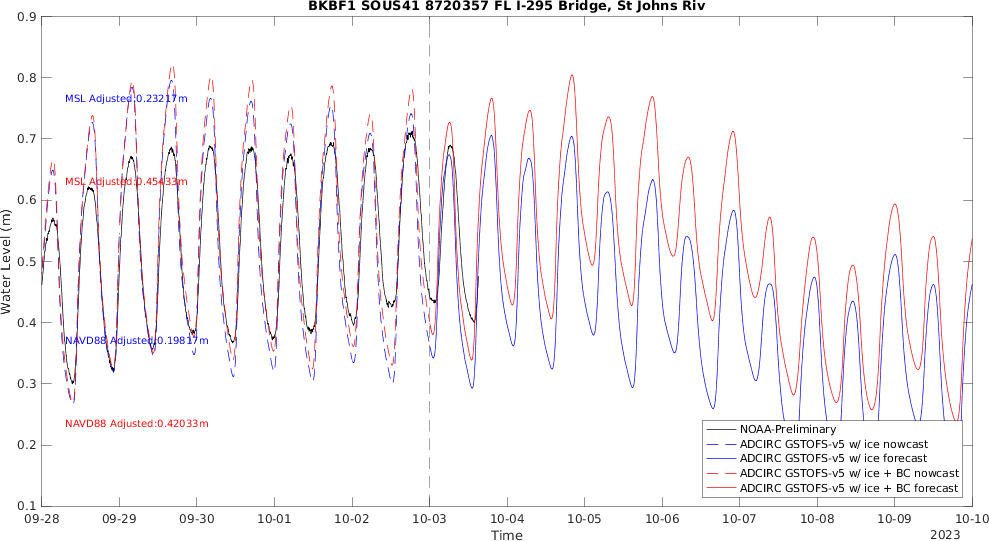 BKBF1 SOUS41 8720357 FL I-295 Bridge, St Johns Riv
0.9
0.8
0.7
0.6
0.5
0.4
0.3
0.2
0.1
Water Level (m)
MSL Adjusted:0.23217m
MSL Adjusted:0.45433m
NAVD88 Adjusted:0.19817m
NAVD88 Adjusted:0.42033m
NOAA-Preliminary
ADCIRC GSTOFS-v5 w/ ice nowcast
ADCIRC GSTOFS-v5 w/ ice forecast
ADCIRC GSTOFS-v5 w/ ice + BC nowcast
ADCIRC GSTOFS-v5 w/ ice + BC forecast
09-28 09-29 09-30 10-01 10-02 10-03 10-04 10-05 10-06 10-07 10-08 10-09 10-10
Time
2023